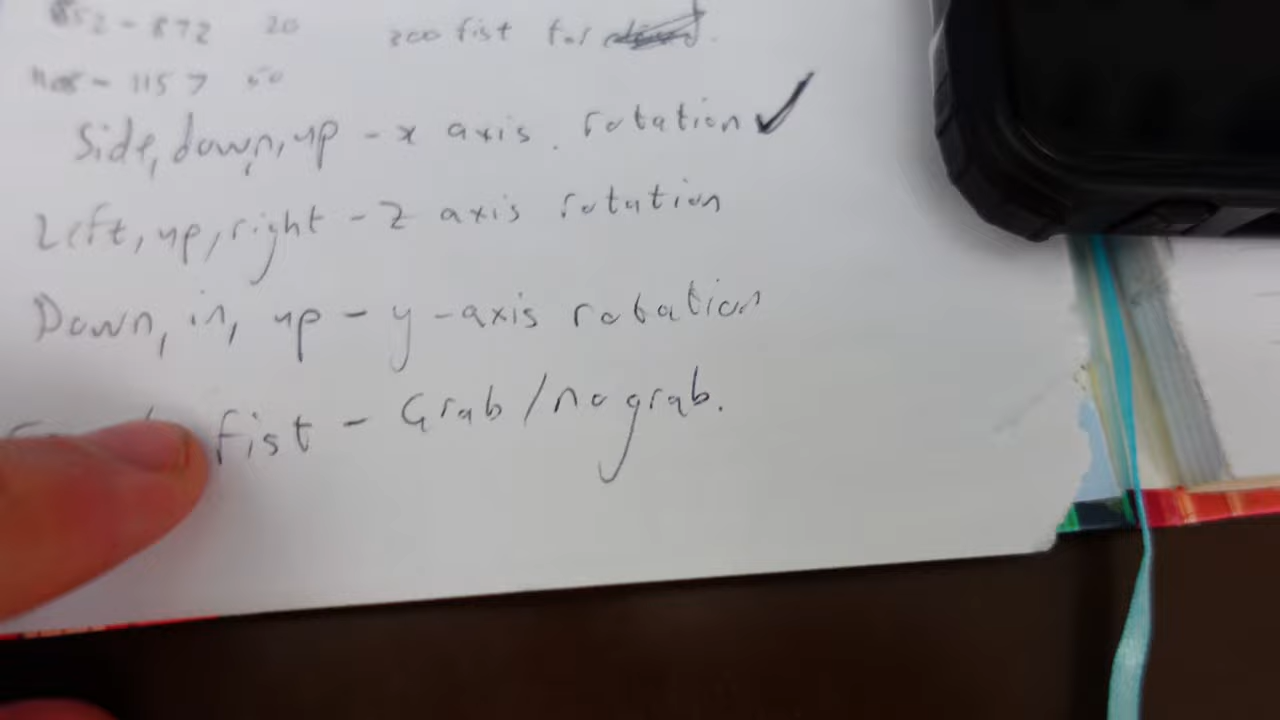 852 - 872 20 200 fist for
- 1157 50
Side, down, up - x axis. rotation ✓
Left, up, right - Z axis rotation
Down, in, up - y-axis rotation
fist - Grab/no grab.